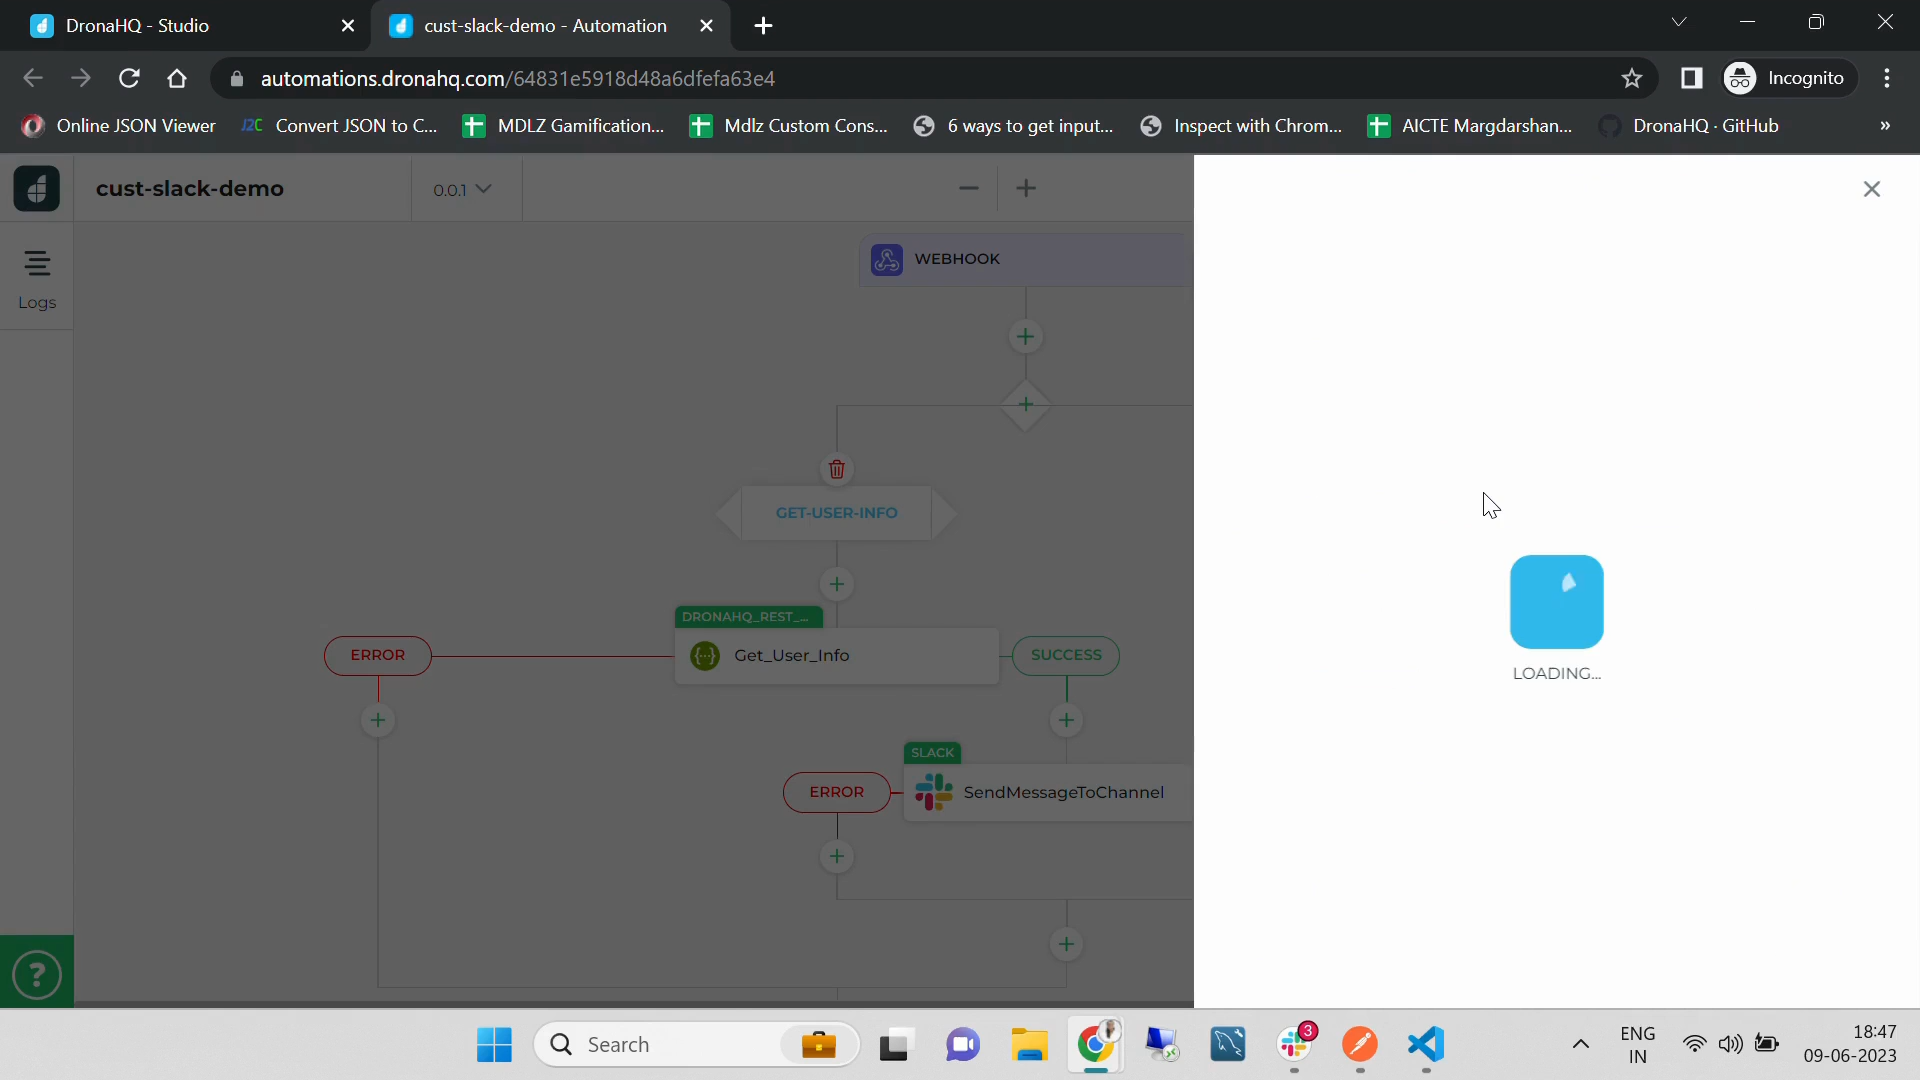 DronaHQ - Studio
cust-slack-demo - Automation
automations.dronahq.com/64831e5918d48a6dfefa63e4
Incognito
Online JSON Viewer
J2C Convert JSON to C...
MDLZ Gamification...
Mdlz Custom Cons...
6 ways to get input...
Inspect with Chrom...
AICTE Margdarshan...
DronaHQ · GitHub
»
cust-slack-demo
0.0.1
Logs
WEBHOOK
GET-USER-INFO
DRONAHQ_REST_...
ERROR
Get_User_Info
SUCCESS
SLACK
ERROR
SendMessageToChannel
LOADING...
?
Search
3
ENG
IN
18:47
09-06-2023